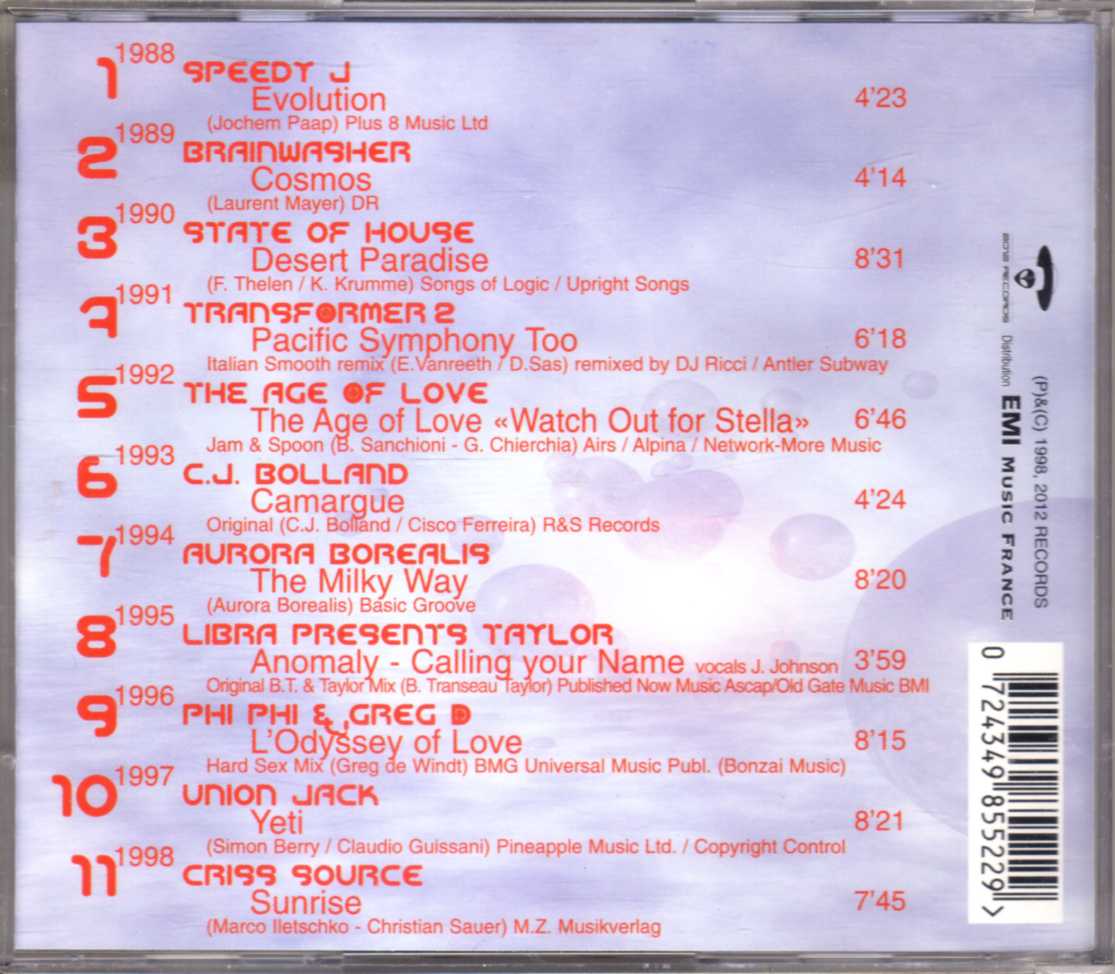 1 1988 SPEEDY J
Evolution 4'23
(Jochem Paap) Plus 8 Music Ltd
2 1989 BRAINWASHER
Cosmos 4'14
(Laurent Mayer) DR
3 1990 STATE OF HOUSE
Desert Paradise 8'31
(F. Thelen / K. Krumme) Songs of Logic / Upright Songs
4 1991 TRANSFORMER 2
Pacific Symphony Too 6'18
Italian Smooth remix (E.Vanreeth / D.Sas) remixed by DJ Ricci / Antler Subway
5 1992 THE AGE OF LOVE
The Age of Love «Watch Out for Stella» 6'46
Jam & Spoon (B. Sanchioni - G. Chierchia) Airs / Alpina / Network-More Music
6 1993 C.J. BOLLAND
Camargue 4'24
Original (C.J. Bolland / Cisco Ferreira) R&S Records
7 1994 AURORA BOREALIS
The Milky Way 8'20
(Aurora Borealis) Basic Groove
8 1995 LIBRA PRESENTS TAYLOR
Anomaly - Calling your Name vocals J. Johnson 3'59
Original B.T. & Taylor Mix (B. Transeau Taylor) Published Now Music Ascap/Old Gate Music BMI
9 1996 PHI PHI & GREG D
L'Odyssey of Love 8'15
Hard Sex Mix (Greg de Windt) BMG Universal Music Publ. (Bonzai Music)
10 1997 UNION JACK
Yeti 8'21
(Simon Berry / Claudio Guissani) Pineapple Music Ltd. / Copyright Control
11 1998 CRISS SOURCE
Sunrise 7'45
(Marco Iletschko - Christian Sauer) M.Z. Musikverlag
2012 RECORDS
Distribution EMI MUSIC FRANCE
(P)&(C) 1998, 2012 RECORDS
0 724349 855229 >